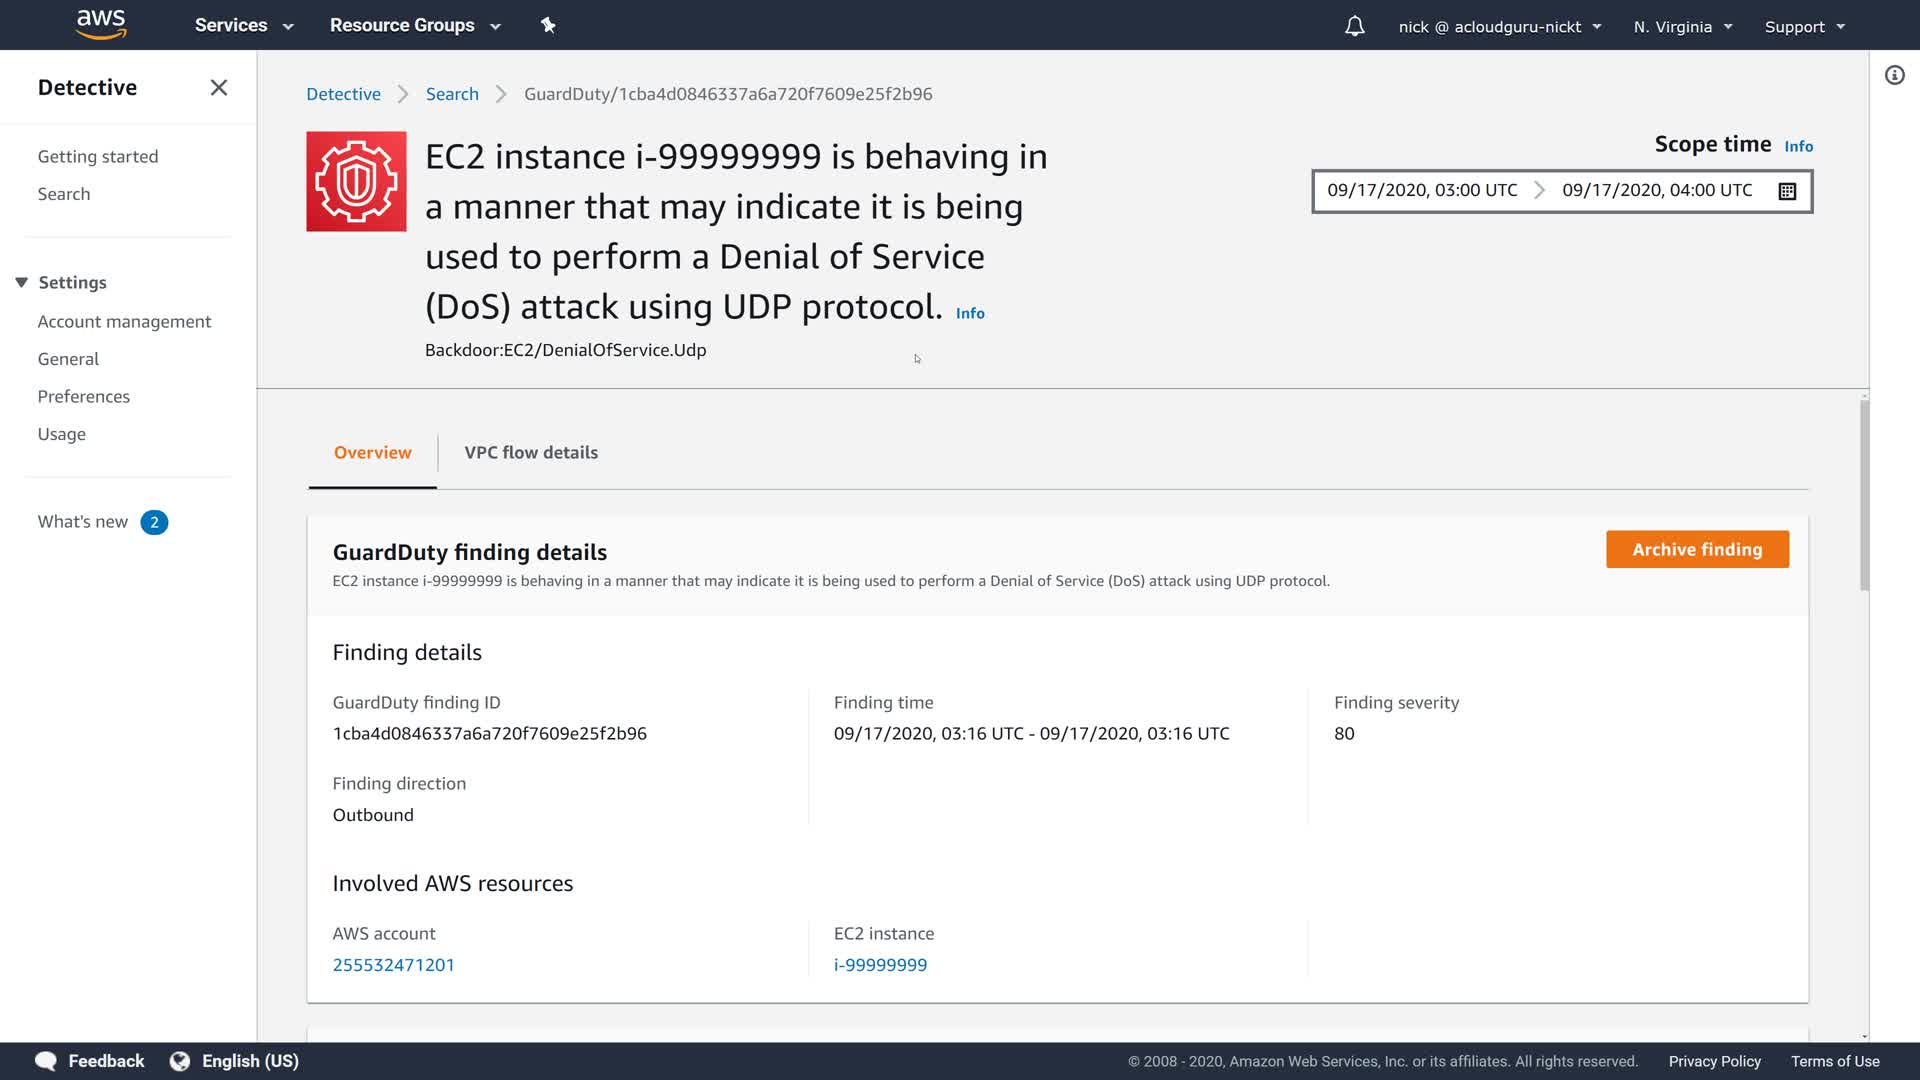 aws
Services
Resource Groups
nick @ acloudguru-nickt
N. Virginia
Support
Detective
Getting started
Search
Settings
Account management
General
Preferences
Usage
What's new 2
Detective
Search
GuardDuty/1cba4d0846337a6a720f7609e25f2b96
EC2 instance i-99999999 is behaving in
a manner that may indicate it is being
used to perform a Denial of Service
(DoS) attack using UDP protocol. Info
Backdoor:EC2/DenialOfService.Udp
Scope time Info
09/17/2020, 03:00 UTC
09/17/2020, 04:00 UTC
Overview
VPC flow details
GuardDuty finding details
EC2 instance i-99999999 is behaving in a manner that may indicate it is being used to perform a Denial of Service (DoS) attack using UDP protocol.
Archive finding
Finding details
GuardDuty finding ID
1cba4d0846337a6a720f7609e25f2b96
Finding time
09/17/2020, 03:16 UTC - 09/17/2020, 03:16 UTC
Finding severity
80
Finding direction
Outbound
Involved AWS resources
AWS account
255532471201
EC2 instance
i-99999999
Feedback
English (US)
© 2008 - 2020, Amazon Web Services, Inc. or its affiliates. All rights reserved.
Privacy Policy
Terms of Use